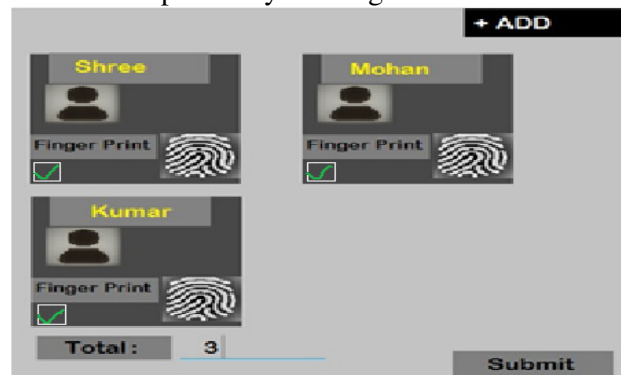 + ADD
Shree
Mohan
Finger Print
Finger Print
Kumar
Finger Print
Total : 3
Submit